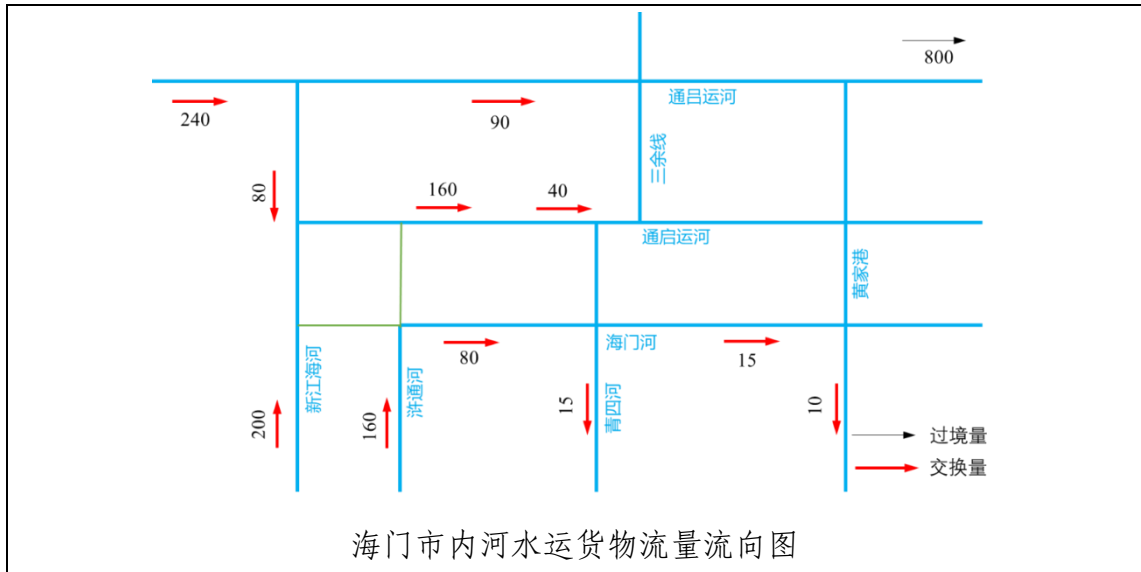 800
通吕运河
240
90
三余线
80
160
40
通启运河
黄家港
海门河
80
15
新江海河
浒通河
青四河
200
160
15
10
过境量
交换量
海门市内河水运货物流量流向图